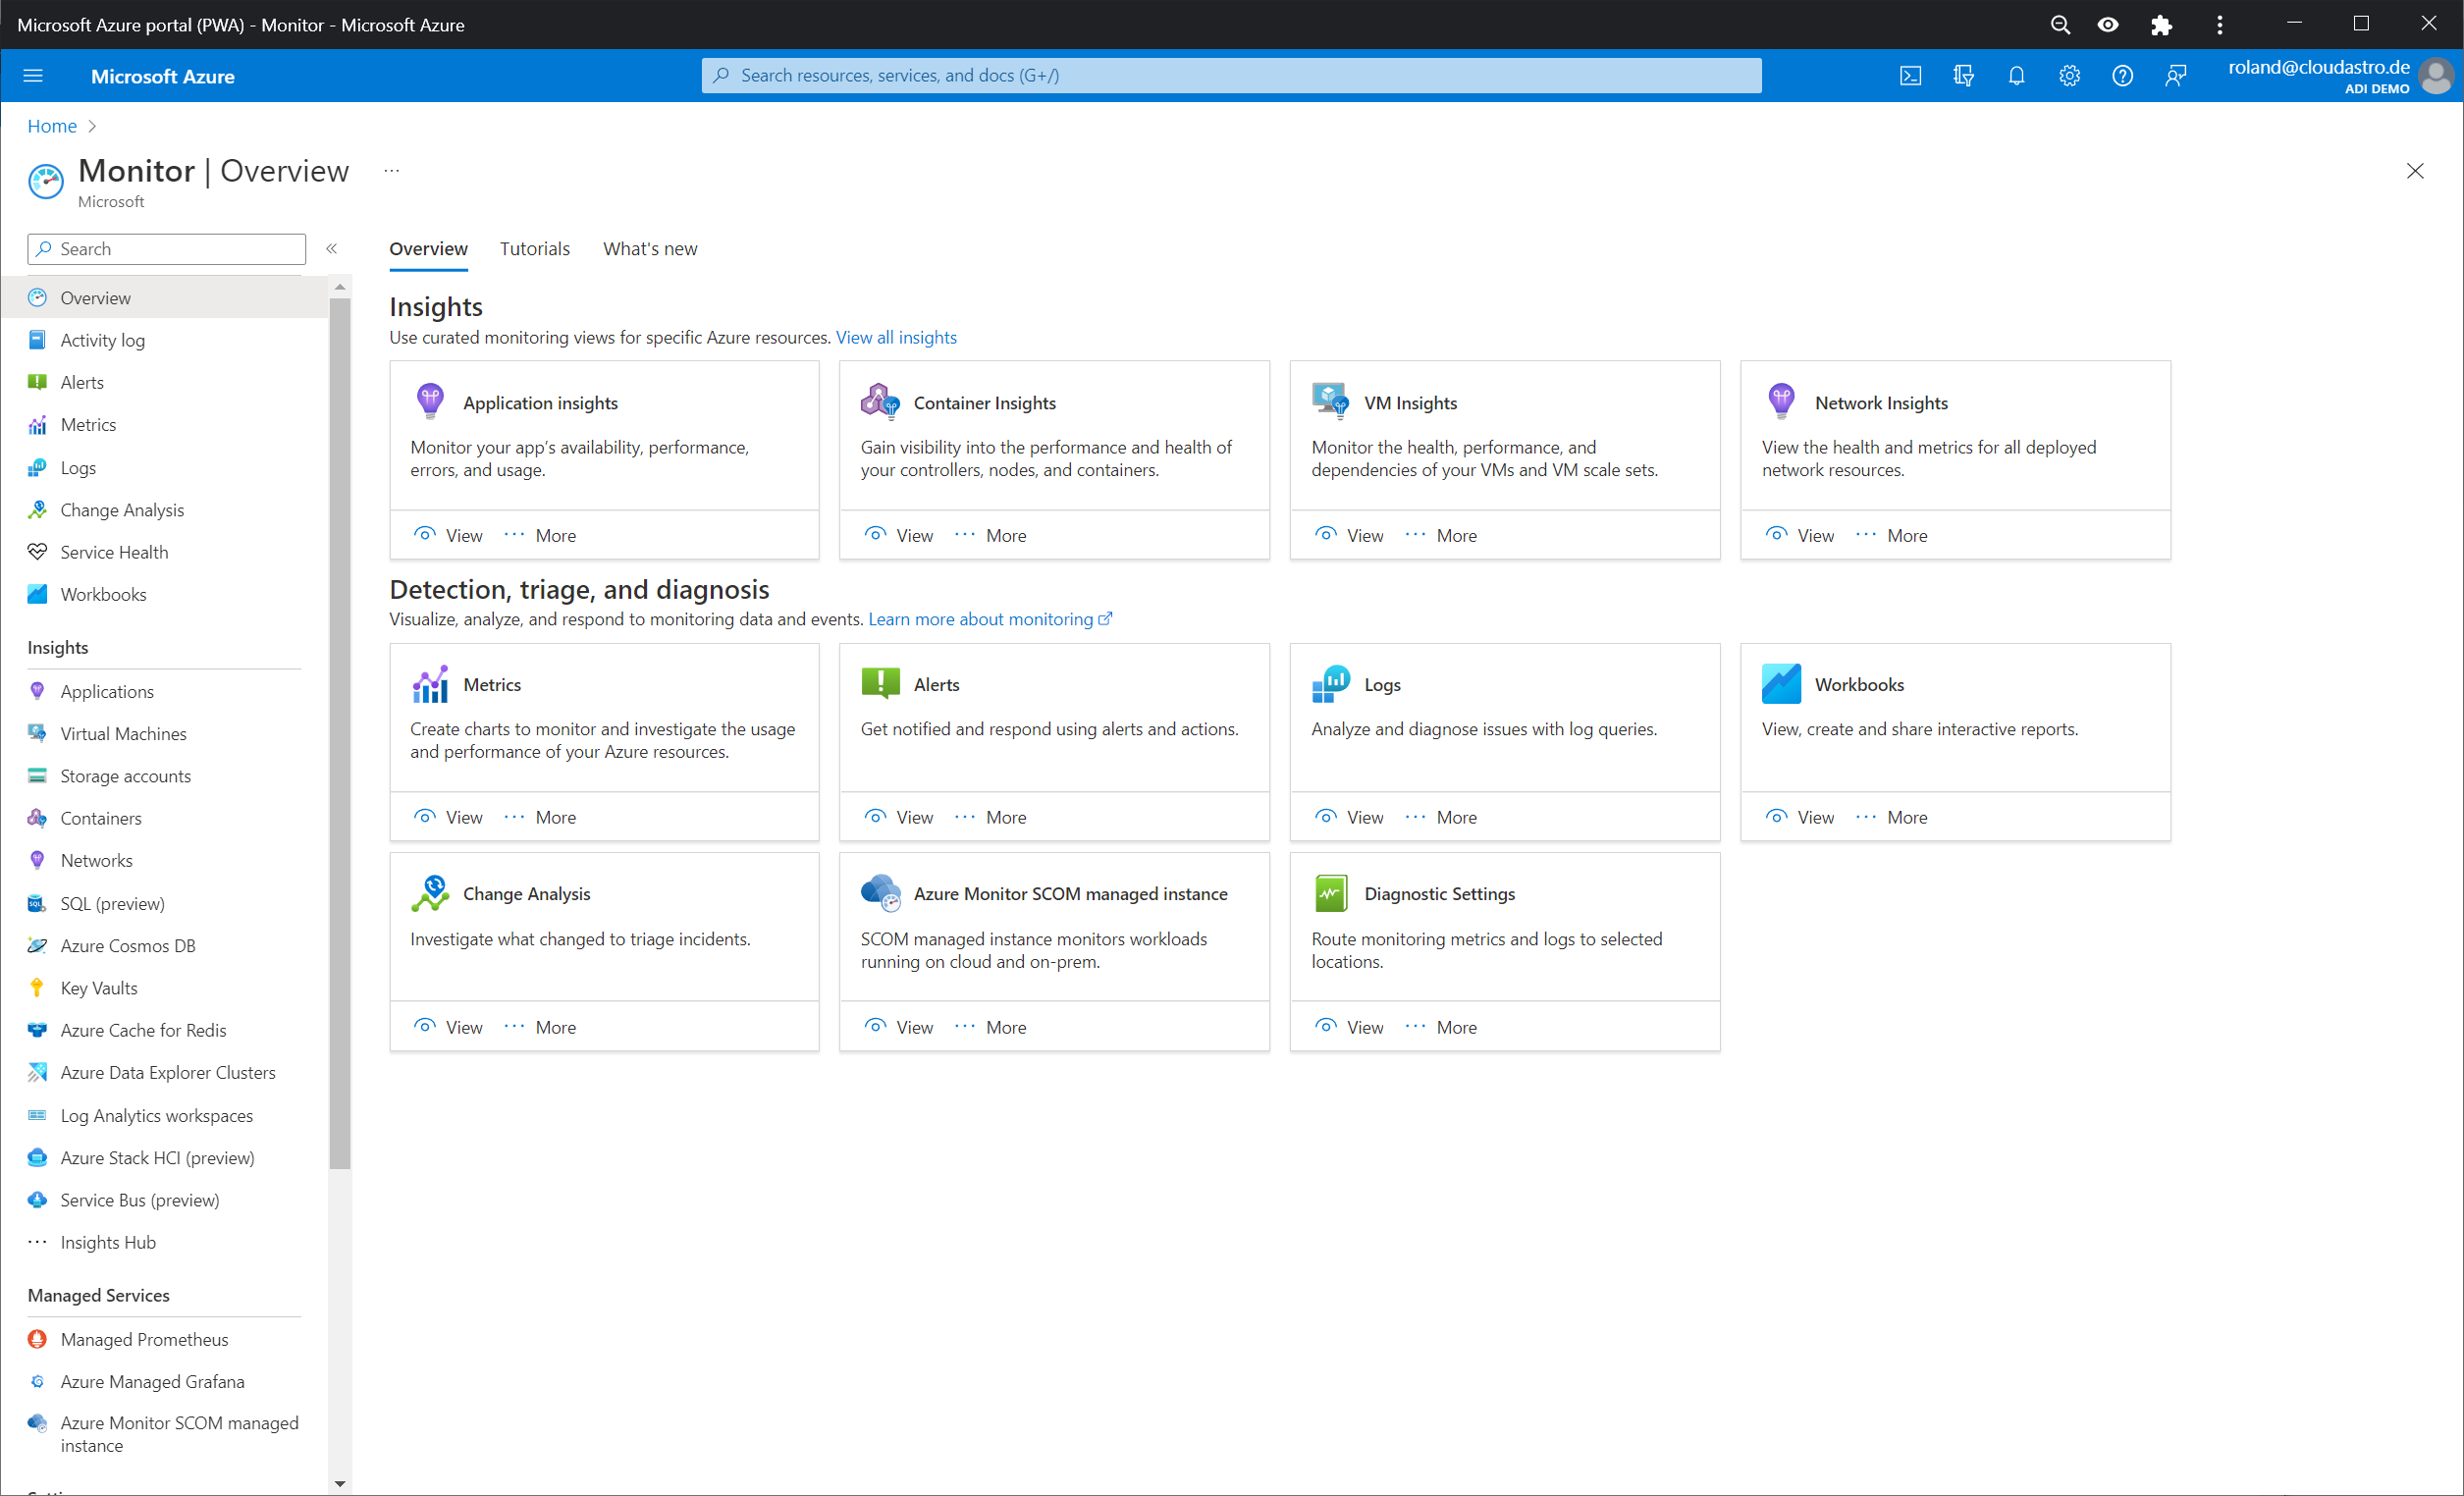 Microsoft Azure portal (PWA) - Monitor - Microsoft Azure
Microsoft Azure
Search resources, services, and docs (G+/)
roland@cloudastro.de
ADI DEMO
Home
Monitor | Overview
Microsoft
Search
Overview
Activity log
Alerts
Metrics
Logs
Change Analysis
Service Health
Workbooks
Insights
Applications
Virtual Machines
Storage accounts
Containers
Networks
SQL (preview)
Azure Cosmos DB
Key Vaults
Azure Cache for Redis
Azure Data Explorer Clusters
Log Analytics workspaces
Azure Stack HCI (preview)
Service Bus (preview)
Insights Hub
Managed Services
Managed Prometheus
Azure Managed Grafana
Azure Monitor SCOM managed
instance
Overview Tutorials What's new
Insights
Use curated monitoring views for specific Azure resources. View all insights
Application insights
Monitor your app’s availability, performance,
errors, and usage.
View ··· More
Container Insights
Gain visibility into the performance and health of
your controllers, nodes, and containers.
View ··· More
VM Insights
Monitor the health, performance, and
dependencies of your VMs and VM scale sets.
View ··· More
Network Insights
View the health and metrics for all deployed
network resources.
View ··· More
Detection, triage, and diagnosis
Visualize, analyze, and respond to monitoring data and events. Learn more about monitoring
Metrics
Create charts to monitor and investigate the usage
and performance of your Azure resources.
View ··· More
Alerts
Get notified and respond using alerts and actions.
View ··· More
Logs
Analyze and diagnose issues with log queries.
View ··· More
Workbooks
View, create and share interactive reports.
View ··· More
Change Analysis
Investigate what changed to triage incidents.
View ··· More
Azure Monitor SCOM managed instance
SCOM managed instance monitors workloads
running on cloud and on-prem.
View ··· More
Diagnostic Settings
Route monitoring metrics and logs to selected
locations.
View ··· More